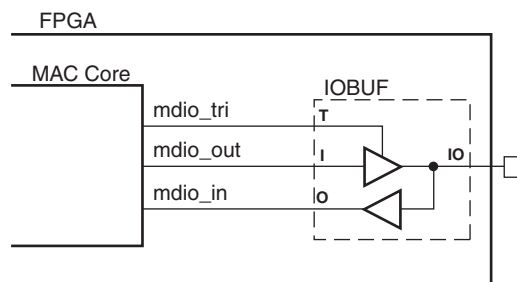 FPGA
MAC Core
IOBUF
mdio_tri
T
mdio_out
I
IO
mdio_in
O